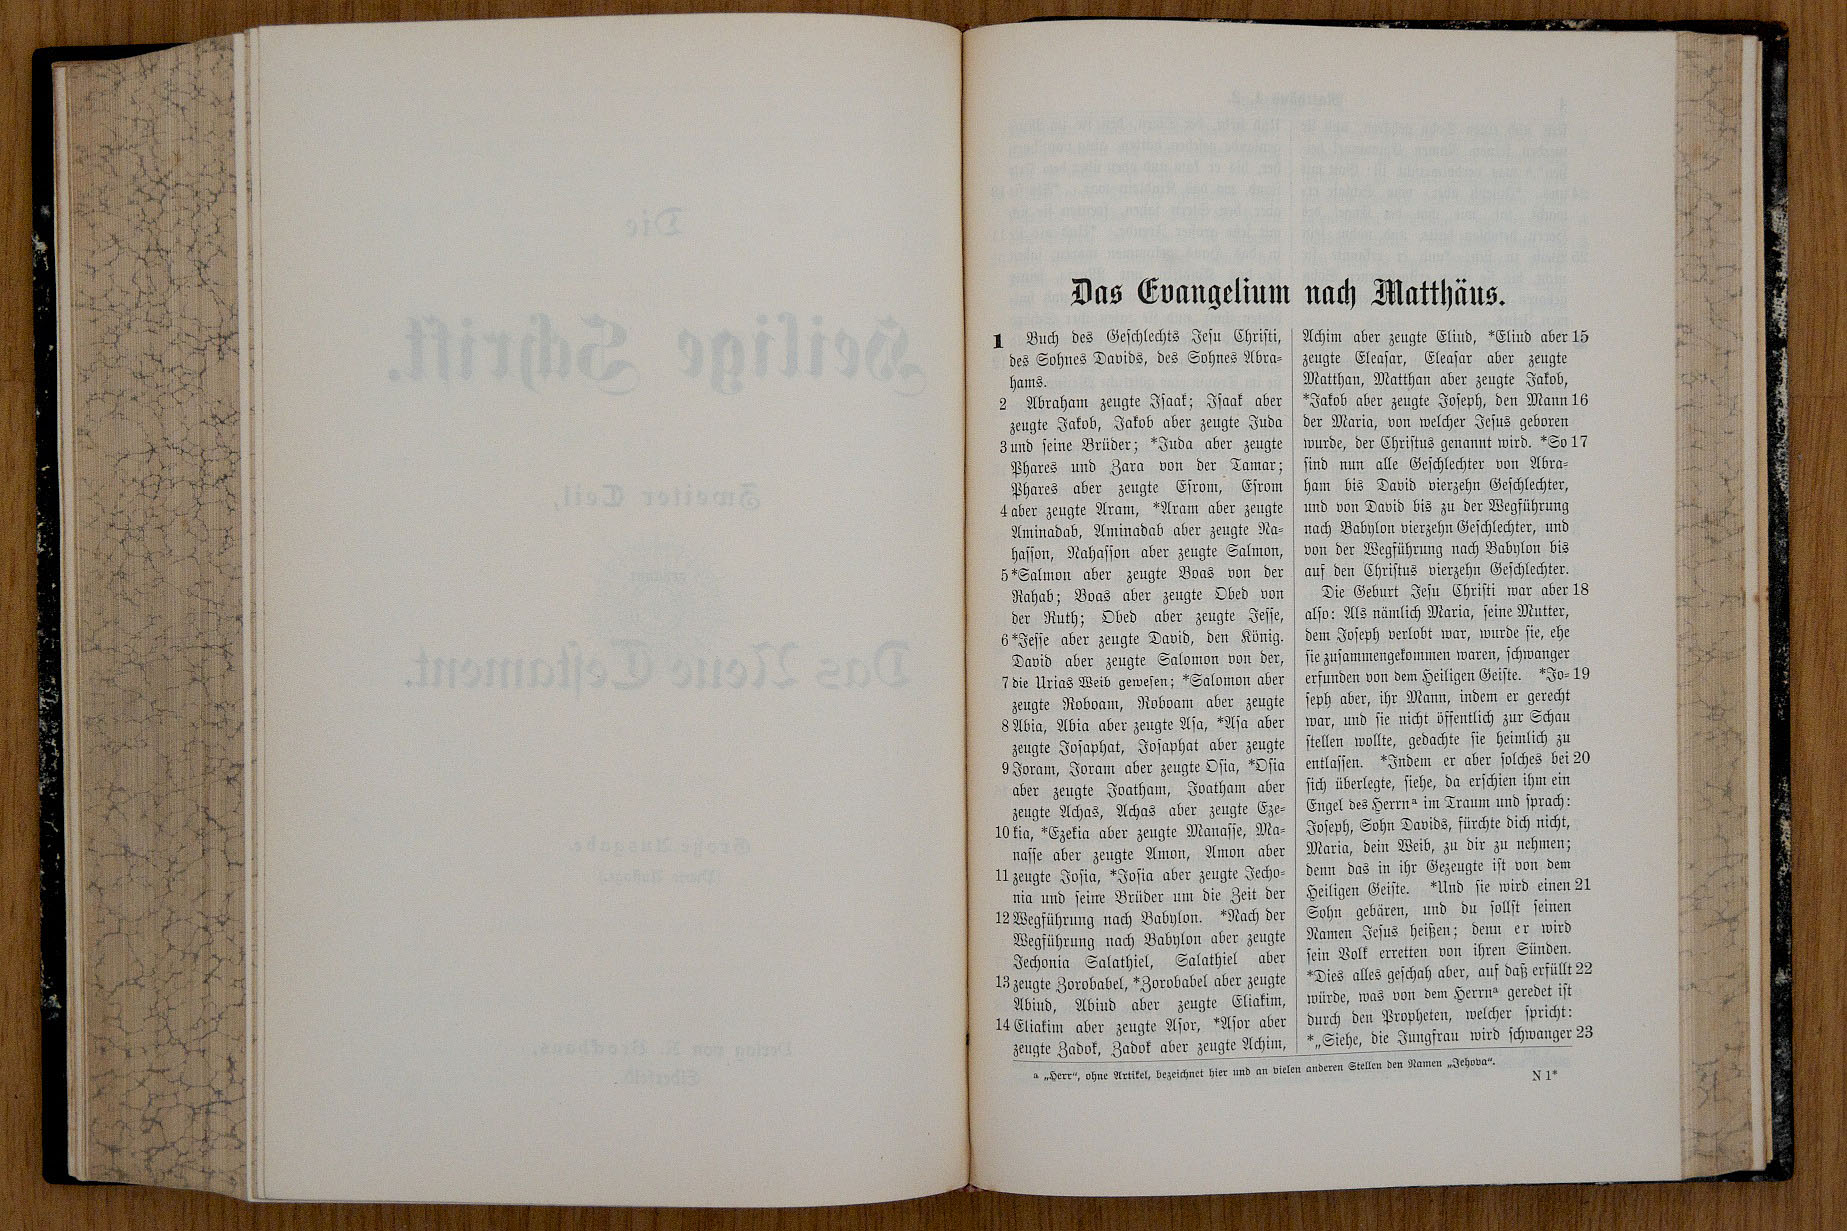 Die
Heilige Schrift.
Zweiter Teil,
genannt
Das Neue Testament.
Große Ausgabe.
Verlag von R. Brockhaus,
Elberfeld.
Das Evangelium nach Matthäus.
1 Buch des Geschlechts Jesu Christi,
des Sohnes Davids, des Sohnes Abra-
hams.
2 Abraham zeugte Isaak; Isaak aber
zeugte Jakob, Jakob aber zeugte Juda
3 und seine Brüder; *Juda aber zeugte
Phares und Zara von der Tamar;
Phares aber zeugte Esrom, Esrom
4 aber zeugte Aram, *Aram aber zeugte
Aminadab, Aminadab aber zeugte Na-
hasson, Nahasson aber zeugte Salmon,
5 *Salmon aber zeugte Boas von der
Rahab; Boas aber zeugte Obed von
der Ruth; Obed aber zeugte Jesse,
6 *Jesse aber zeugte David, den König.
David aber zeugte Salomon von der,
7 die Urias Weib gewesen; *Salomon aber
zeugte Roboam, Roboam aber zeugte
8 Abia, Abia aber zeugte Asa, *Asa aber
zeugte Josaphat, Josaphat aber zeugte
9 Joram, Joram aber zeugte Osia, *Osia
aber zeugte Joatham, Joatham aber
zeugte Achas, Achas aber zeugte Eze-
10 kia, *Ezekia aber zeugte Manasse, Ma-
nasse aber zeugte Amon, Amon aber
11 zeugte Josia, *Josia aber zeugte Jecho-
nia und seine Brüder um die Zeit der
12 Wegführung nach Babylon. *Nach der
Wegführung nach Babylon aber zeugte
Jechonia Salathiel, Salathiel aber
13 zeugte Zorobabel, *Zorobabel aber zeugte
Abiud, Abiud aber zeugte Eliakim,
14 Eliakim aber zeugte Asor, *Asor aber
zeugte Zadok, Zadok aber zeugte Achim,
Achim aber zeugte Eliud, *Eliud aber 15
zeugte Eleasar, Eleasar aber zeugte
Matthan, Matthan aber zeugte Jakob,
*Jakob aber zeugte Joseph, den Mann 16
der Maria, von welcher Jesus geboren
wurde, der Christus genannt wird. *So 17
sind nun alle Geschlechter von Abra-
ham bis David vierzehn Geschlechter,
und von David bis zu der Wegführung
nach Babylon vierzehn Geschlechter, und
von der Wegführung nach Babylon bis
auf den Christus vierzehn Geschlechter.
Die Geburt Jesu Christi war aber 18
also: Als nämlich Maria, seine Mutter,
dem Joseph verlobt war, wurde sie, ehe
sie zusammengekommen waren, schwanger
erfunden von dem Heiligen Geiste. *Jo- 19
seph aber, ihr Mann, indem er gerecht
war, und sie nicht öffentlich zur Schau
stellen wollte, gedachte sie heimlich zu
entlassen. *Indem er aber solches bei 20
sich überlegte, siehe, da erschien ihm ein
Engel des Herrn a im Traum und sprach:
Joseph, Sohn Davids, fürchte dich nicht,
Maria, dein Weib, zu dir zu nehmen;
denn das in ihr Gezeugte ist von dem
Heiligen Geiste. *Und sie wird einen 21
Sohn gebären, und du sollst seinen
Namen Jesus heißen; denn er wird
sein Volk erretten von ihren Sünden.
*Dies alles geschah aber, auf daß erfüllt 22
würde, was von dem Herrn a geredet ist
durch den Propheten, welcher spricht:
*„Siehe, die Jungfrau wird schwanger 23
a „Herr“, ohne Artikel, bezeichnet hier und an vielen anderen Stellen den Namen „Jehova“.
N 1*